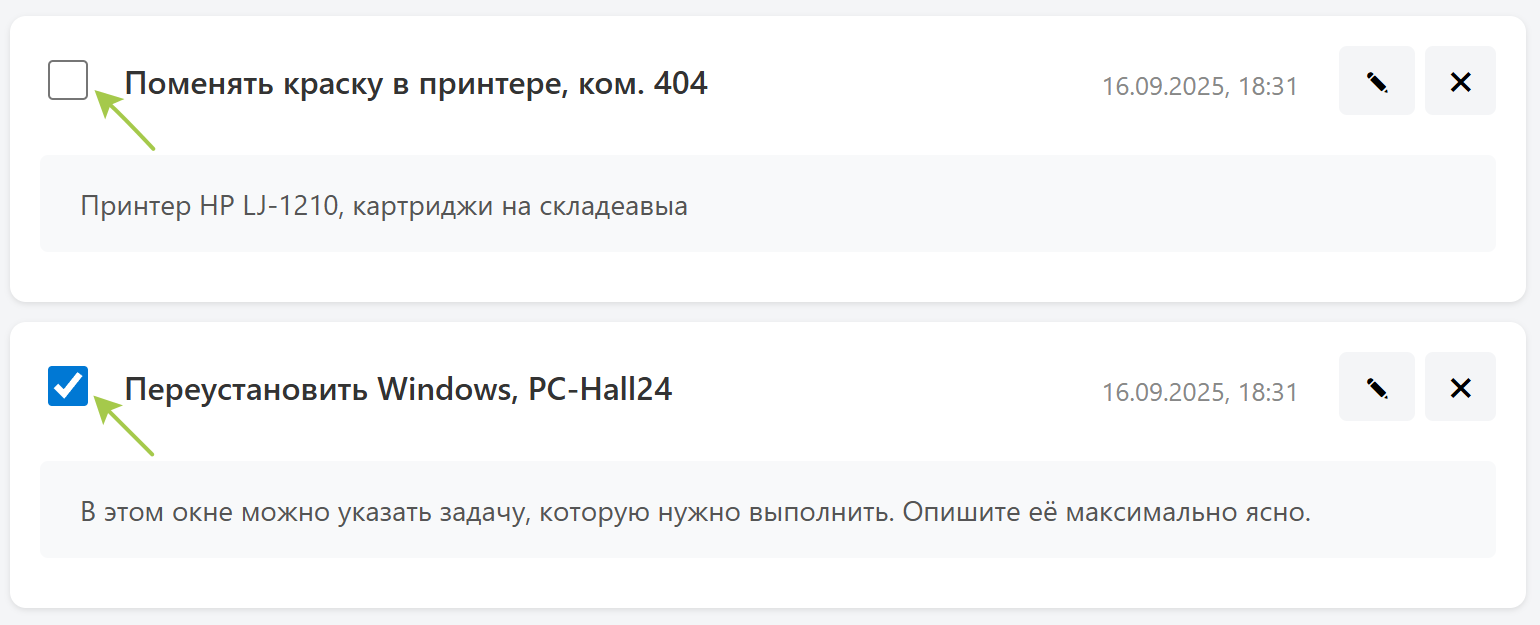 Поменять краску в принтере, ком. 404
16.09.2025, 18:31
Принтер HP LJ-1210, картриджи на складеавыа
Переустановить Windows, PC-Hall24
16.09.2025, 18:31
В этом окне можно указать задачу, которую нужно выполнить. Опишите её максимально ясно.